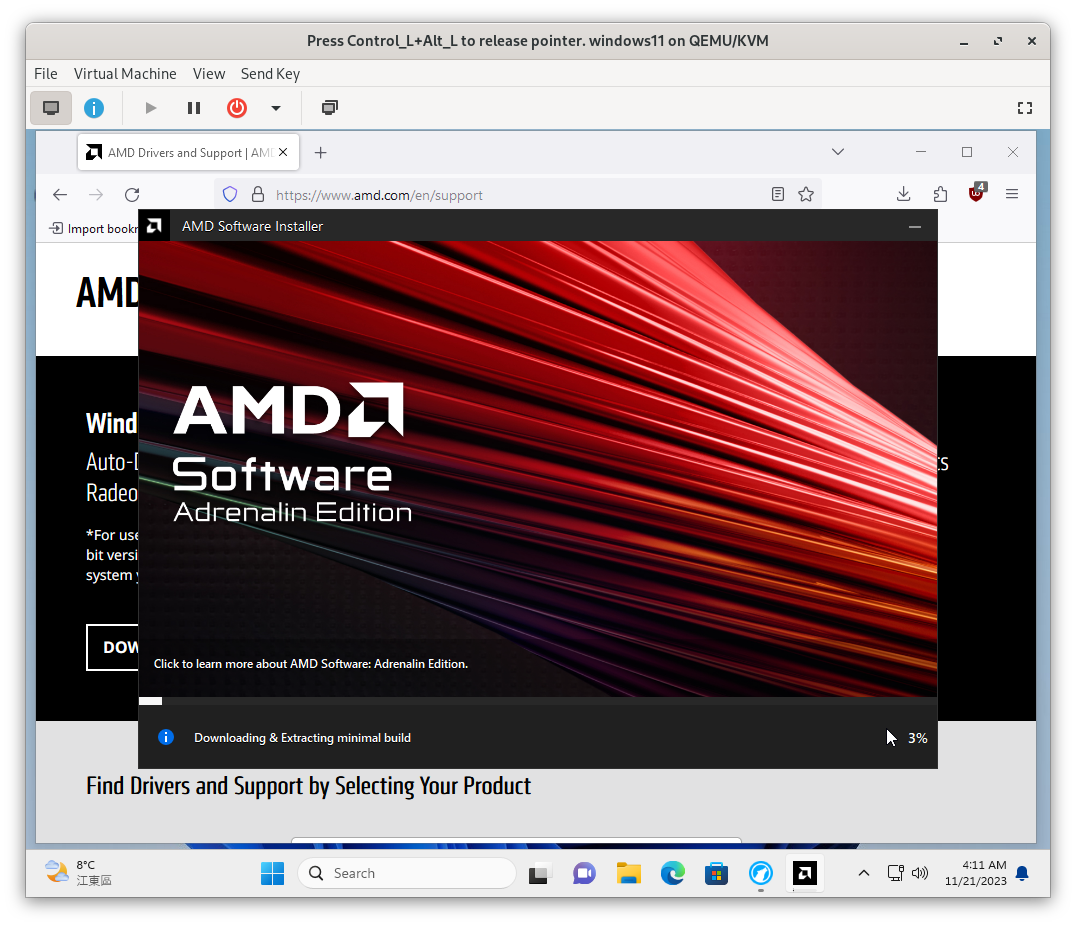 Press Control_L+Alt_L to release pointer. windows11 on QEMU/KVM
File Virtual Machine View Send Key
AMD Drivers and Support | AMD
https://www.amd.com/en/support
4
Import bookm
AMD Software Installer
AMD
Wind
Auto-D
ts
Radeo
*For use
bit versi
system y
DOW
AMD
Software
Adrenalin Edition
Click to learn more about AMD Software: Adrenalin Edition.
Downloading & Extracting minimal build
3%
Find Drivers and Support by Selecting Your Product
8°C
江東區
Search
4:11 AM
11/21/2023